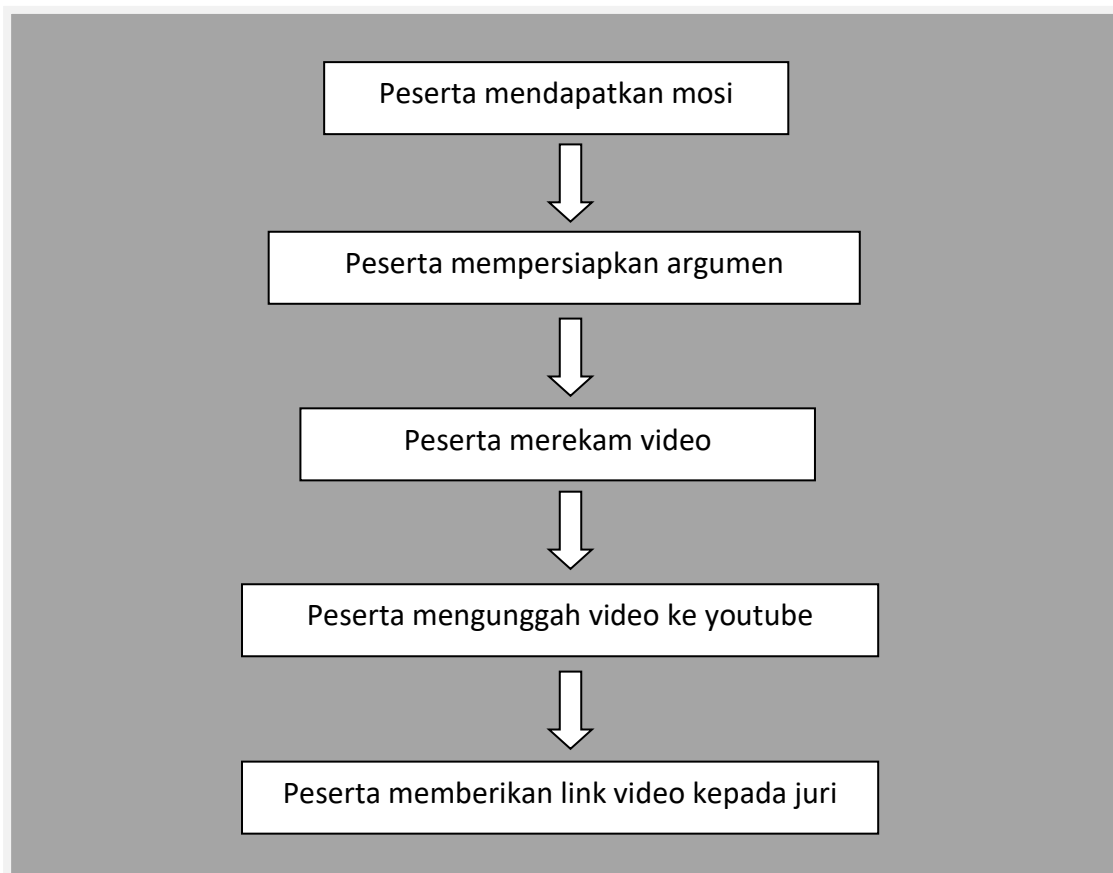 Peserta mendapatkan mosi
Peserta mempersiapkan argumen
Peserta merekam video
Peserta mengunggah video ke youtube
Peserta memberikan link video kepada juri